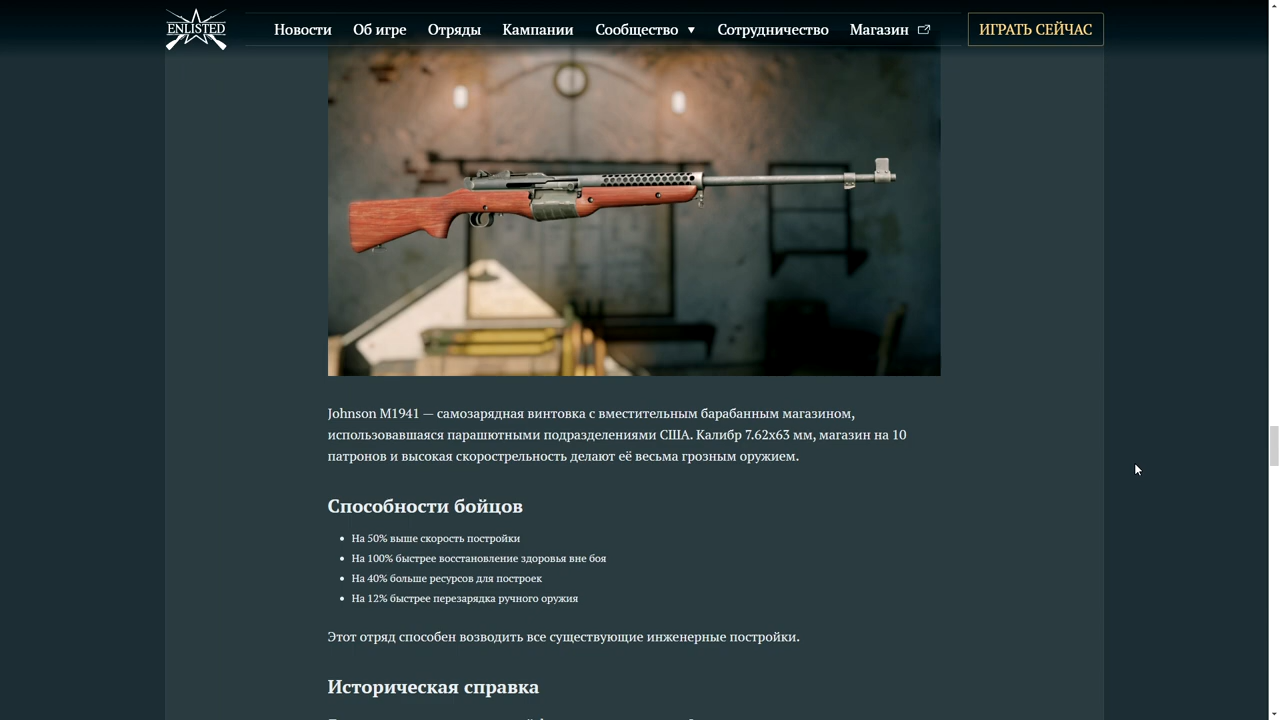 ENLISTED
Новости Об игре Отряды Кампании Сообщество ▼ Сотрудничество Магазин ИГРАТЬ СЕЙЧАС
Johnson M1941 — самозарядная винтовка с вместительным барабанным магазином,
использовавшаяся парашютными подразделениями США. Калибр 7.62x63 мм, магазин на 10
патронов и высокая скорострельность делают её весьма грозным оружием.
Способности бойцов
• На 50% выше скорость постройки
• На 100% быстрее восстановление здоровья вне боя
• На 40% больше ресурсов для построек
• На 12% быстрее перезарядка ручного оружия
Этот отряд способен возводить все существующие инженерные постройки.
Историческая справка